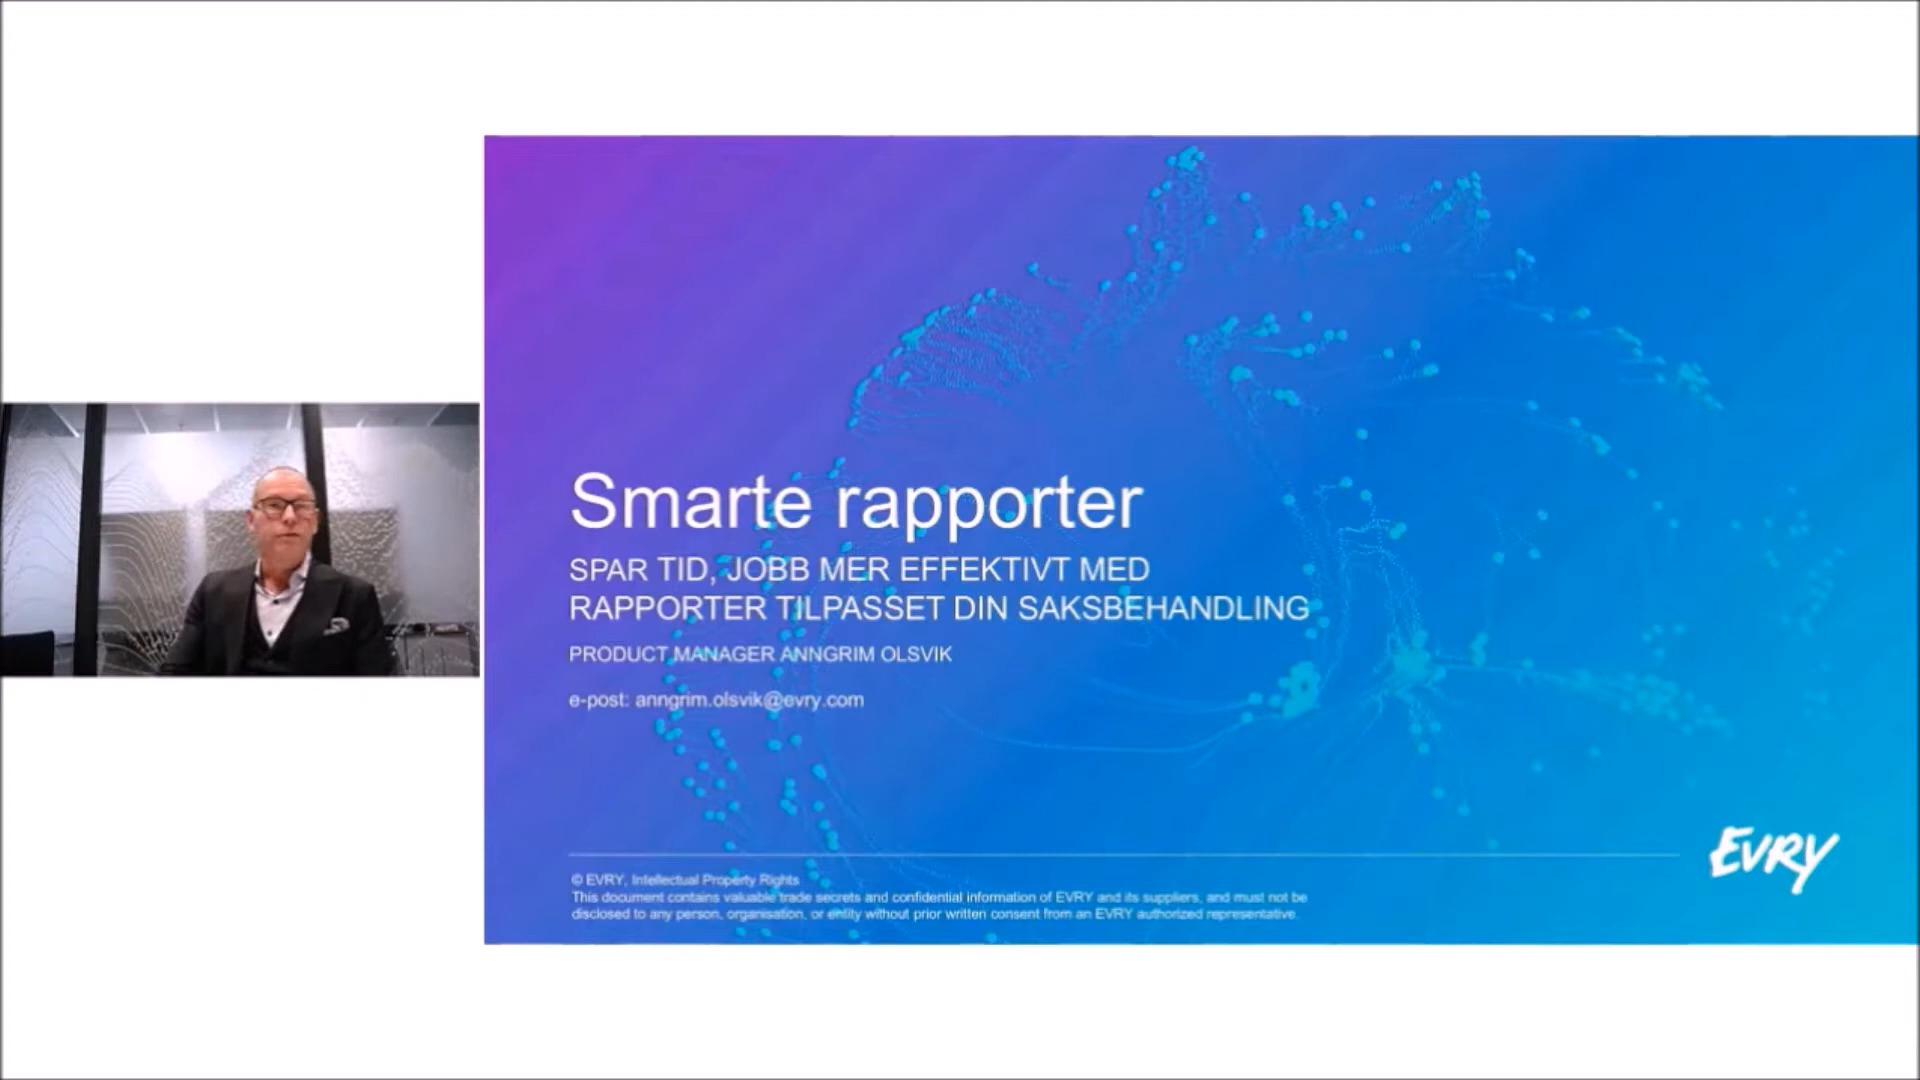 Smarte rapporter
SPAR TID, JOBB MER EFFEKTIVT MED
RAPPORTER TILPASSET DIN SAKSBEHANDLING
PRODUCT MANAGER ANNGRIM OLSVIK
e-post: anngrim.olsvik@evry.com
© EVRY, Intellectual Property Rights
This document contains valuable trade secrets and confidential information of EVRY and its suppliers, and must not be
disclosed to any person, organisation, or entity without prior written consent from an EVRY authorized representative.
EVRY